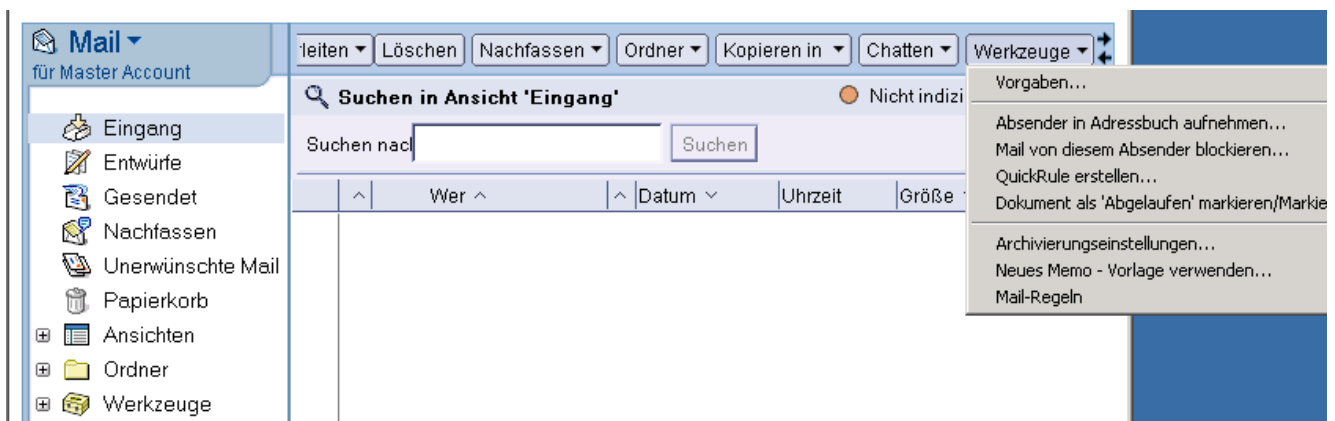 Mail
für Master Account
Eingang
Entwürfe
Gesendet
Nachfassen
Unerwünschte Mail
Papierkorb
Ansichten
Ordner
Werkzeuge
leiten Löschen Nachfassen Ordner Kopieren in Chatten Werkzeuge
Suchen in Ansicht 'Eingang' Nicht indizi
Suchen nach Suchen
Wer Datum Uhrzeit Größe
Vorgaben...
Absender in Adressbuch aufnehmen...
Mail von diesem Absender blockieren...
QuickRule erstellen...
Dokument als 'Abgelaufen' markieren/Markie
Archivierungseinstellungen...
Neues Memo - Vorlage verwenden...
Mail-Regeln